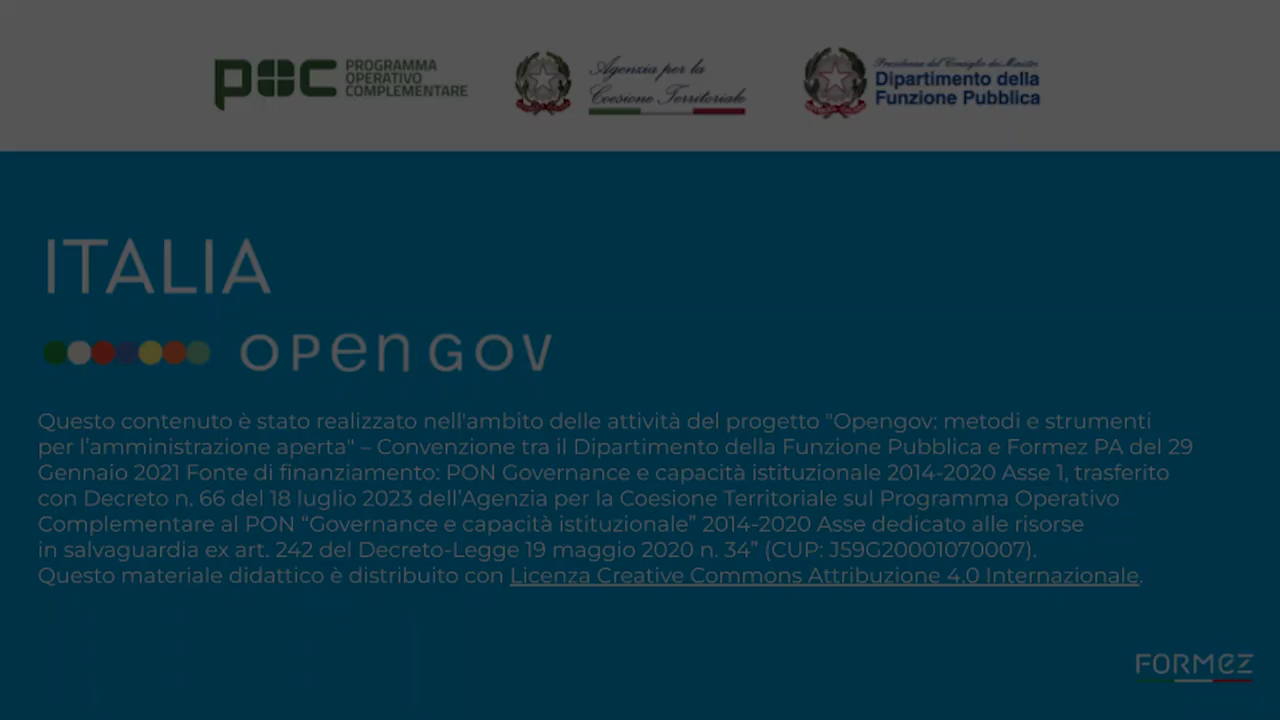 poc PROGRAMMA
OPERATIVO
COMPLEMENTARE
Agenzia per la
Coesione Territoriale
Presidenza del Consiglio dei Ministri
Dipartimento della
Funzione Pubblica
ITALIA
OPEN GOV
Questo contenuto è stato realizzato nell'ambito delle attività del progetto "Opengov: metodi e strumenti
per l’amministrazione aperta" – Convenzione tra il Dipartimento della Funzione Pubblica e Formez PA del 29
Gennaio 2021 Fonte di finanziamento: PON Governance e capacità istituzionale 2014-2020 Asse 1, trasferito
con Decreto n. 66 del 18 luglio 2023 dell’Agenzia per la Coesione Territoriale sul Programma Operativo
Complementare al PON “Governance e capacità istituzionale” 2014-2020 Asse dedicato alle risorse
in salvaguardia ex art. 242 del Decreto-Legge 19 maggio 2020 n. 34” (CUP: J59G20001070007).
Questo materiale didattico è distribuito con Licenza Creative Commons Attribuzione 4.0 Internazionale.
FORMEZ